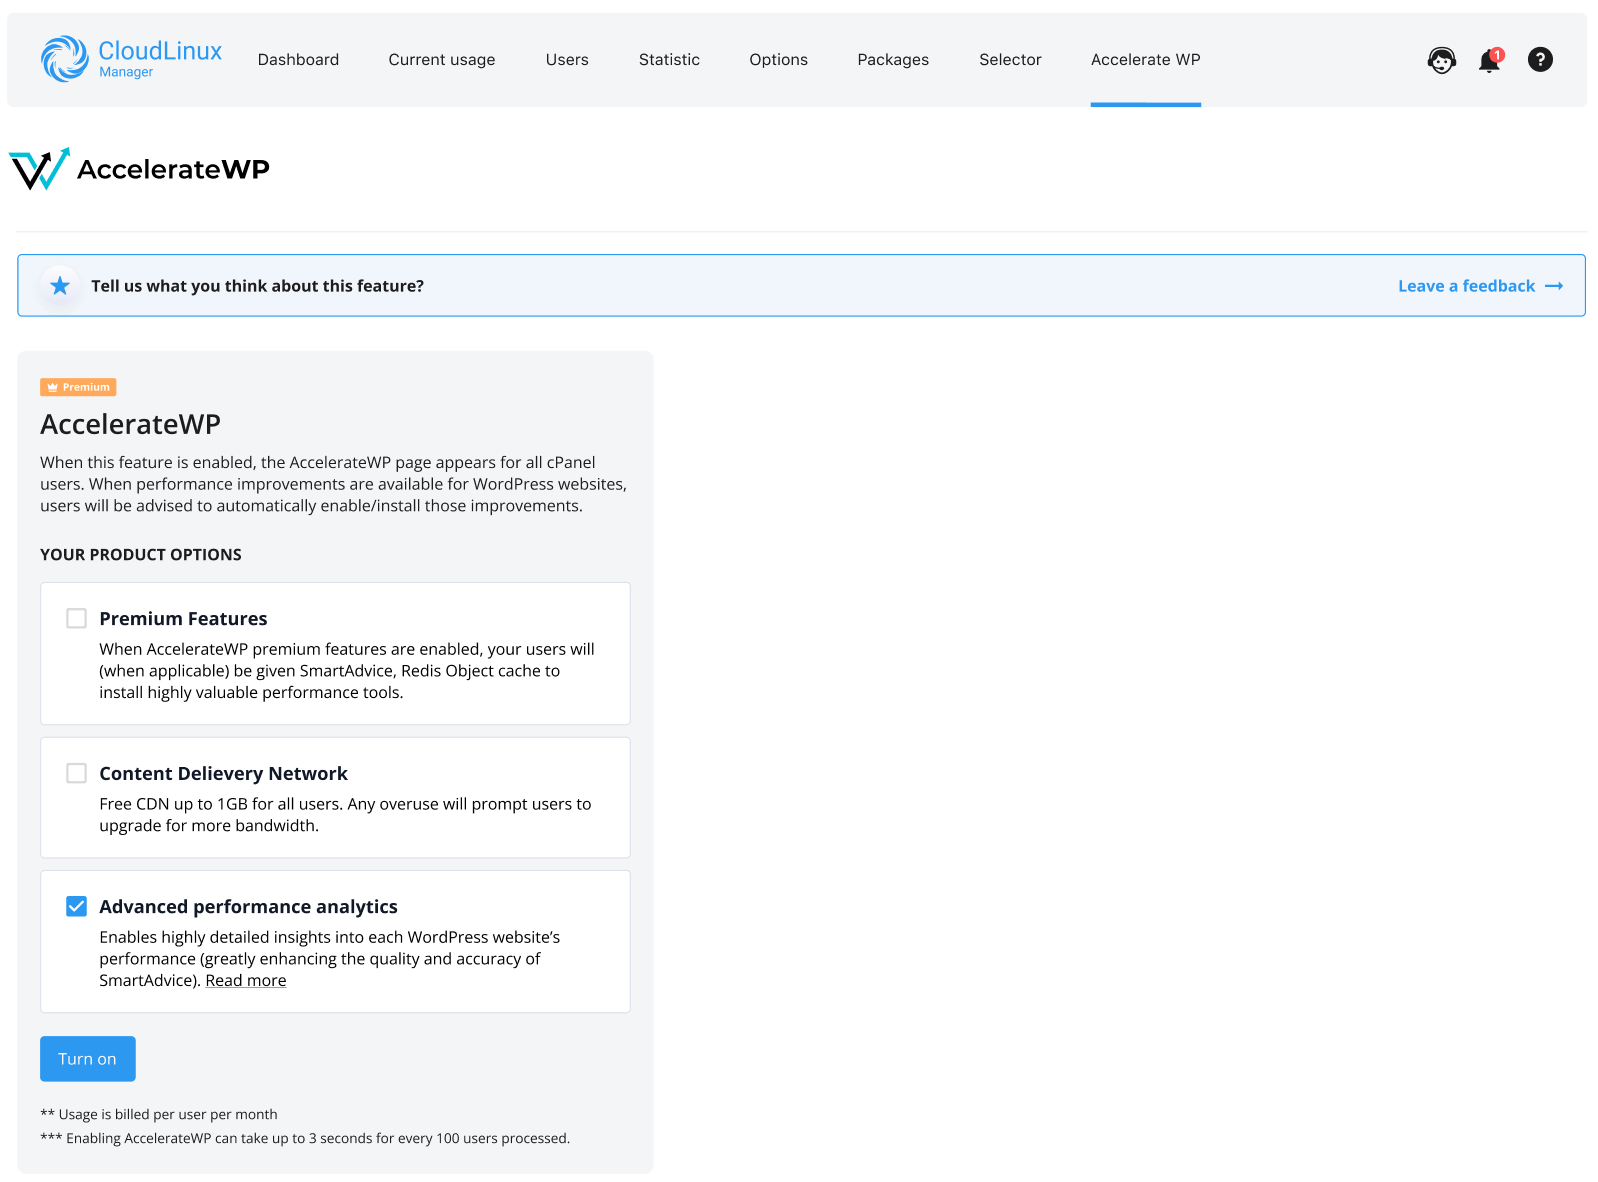 CloudLinux
Manager
Dashboard
Current usage
Users
Statistic
Options
Packages
Selector
Accelerate WP
1
?
AccelerateWP
Tell us what you think about this feature?
Leave a feedback →
Premium
AccelerateWP
When this feature is enabled, the AccelerateWP page appears for all cPanel
users. When performance improvements are available for WordPress websites,
users will be advised to automatically enable/install those improvements.
YOUR PRODUCT OPTIONS
Premium Features
When AccelerateWP premium features are enabled, your users will
(when applicable) be given SmartAdvice, Redis Object cache to
install highly valuable performance tools.
Content Delievery Network
Free CDN up to 1GB for all users. Any overuse will prompt users to
upgrade for more bandwidth.
Advanced performance analytics
Enables highly detailed insights into each WordPress website’s
performance (greatly enhancing the quality and accuracy of
SmartAdvice). Read more
Turn on
** Usage is billed per user per month
*** Enabling AccelerateWP can take up to 3 seconds for every 100 users processed.